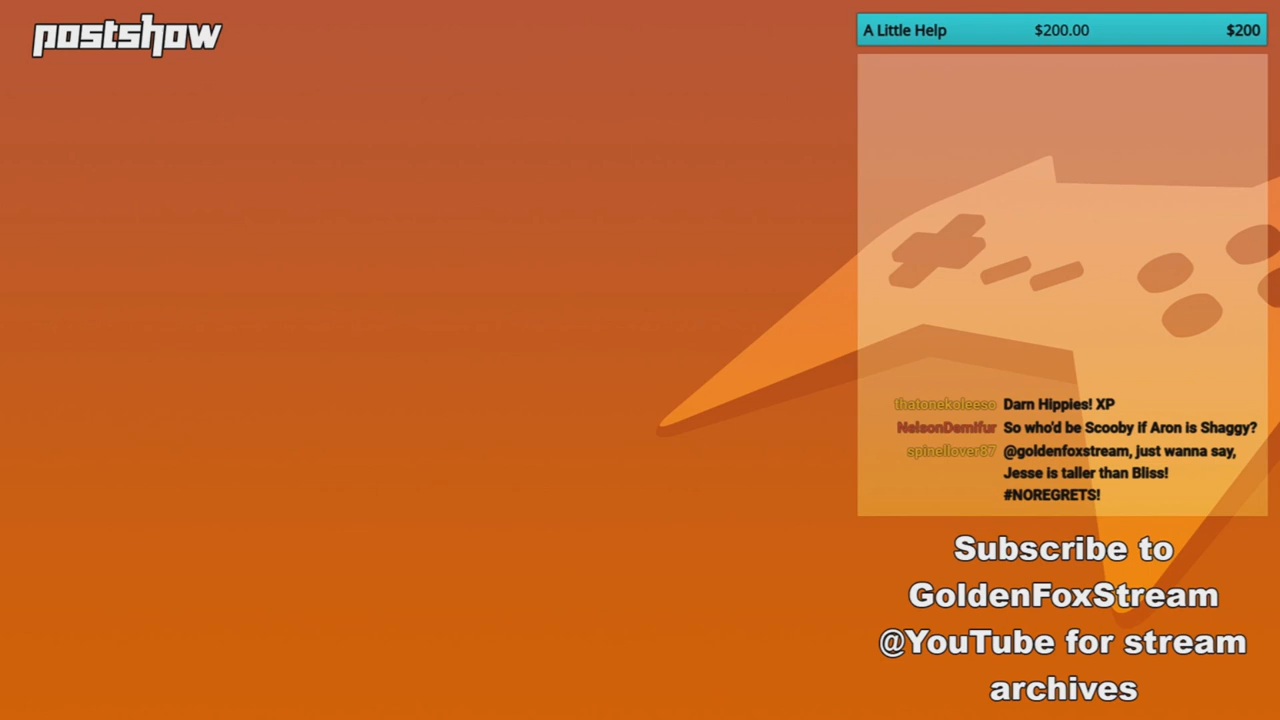 postshow
A Little Help $200.00 $200
thatonekoleeso Darn Hippies! XP
NelsonDemifur So who'd be Scooby if Aron is Shaggy?
spinellover87 @goldenfoxstream, just wanna say,
Jesse is taller than Bliss!
#NOREGRETS!
Subscribe to
GoldenFoxStream
@YouTube for stream
archives